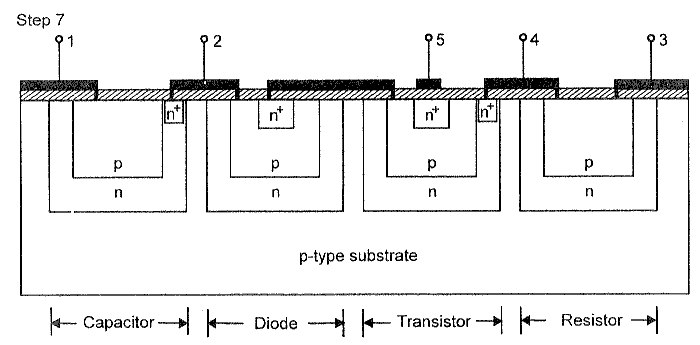 Step 7
1 2 5 4 3
n+ n+ n+ n+
p p p p
n n n n
p-type substrate
Capacitor Diode Transistor Resistor